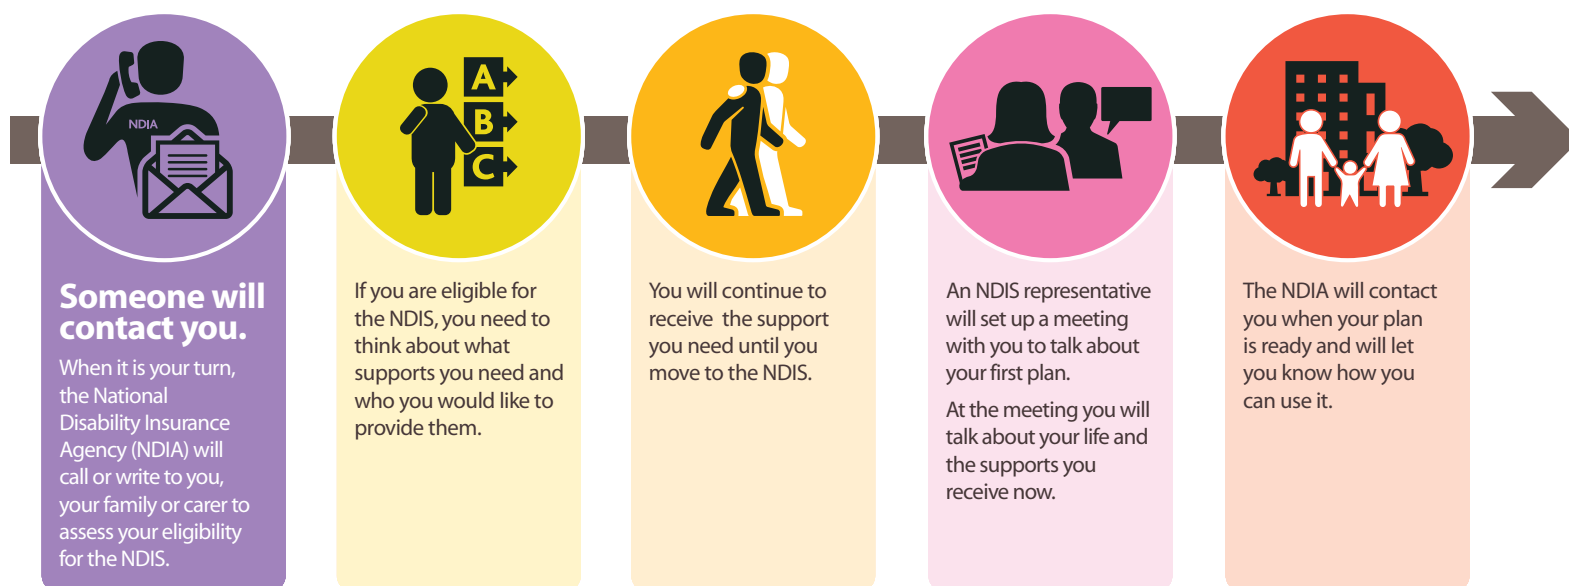 NDIA
Someone will
contact you.
When it is your turn,
the National
Disability Insurance
Agency (NDIA) will
call or write to you,
your family or carer to
assess your eligibility
for the NDIS.
A
B
C
If you are eligible for
the NDIS, you need to
think about what
supports you need and
who you would like to
provide them.
You will continue to
receive  the support
you need until you
move to the NDIS.
An NDIS representative
will set up a meeting
with you to talk about
your first plan.
At the meeting you will
talk about your life and
the supports you
receive now.
The NDIA will contact
you when your plan
is ready and will let
you know how you
can use it.